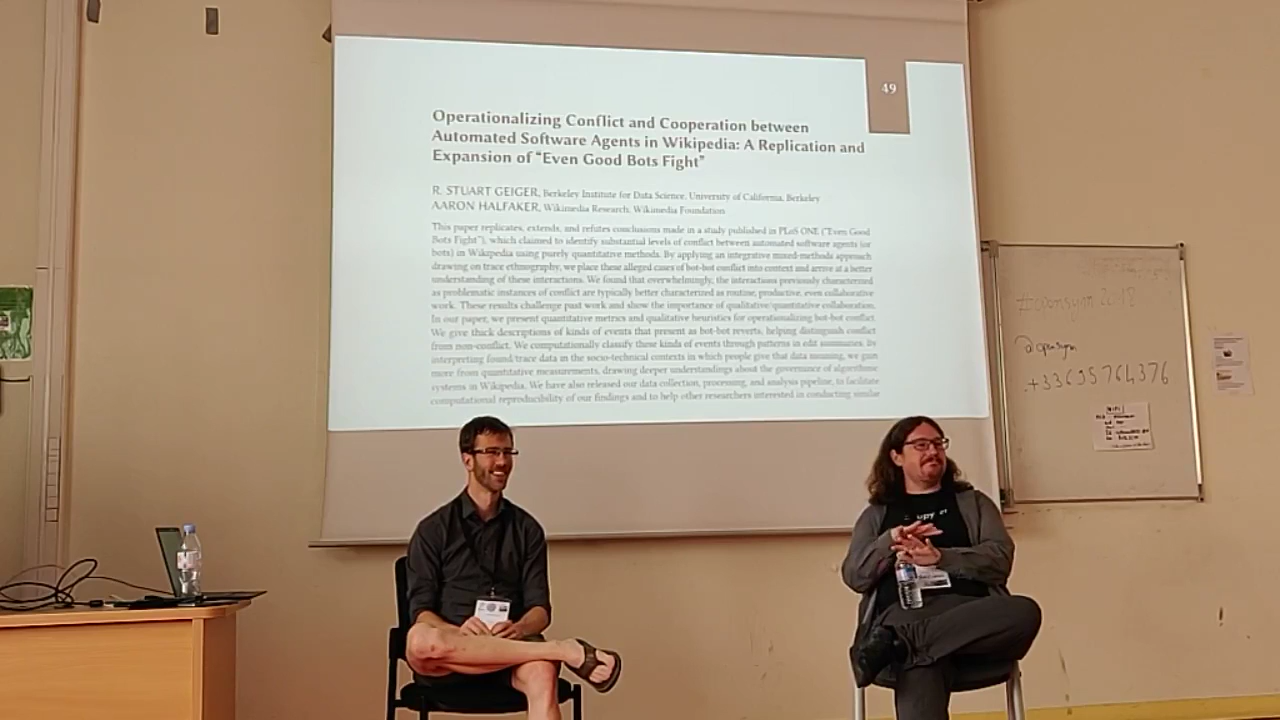 49
Operationalizing Conflict and Cooperation between
Automated Software Agents in Wikipedia: A Replication and
Expansion of “Even Good Bots Fight”
R. STUART GEIGER, Berkeley Institute for Data Science, University of California, Berkeley
AARON HALFAKER, Wikimedia Research, Wikimedia Foundation
This paper replicates, extends, and refutes conclusions made in a study published in PLoS ONE (“Even Good
Bots Fight”), which claimed to identify substantial levels of conflict between automated software agents (or
bots) in Wikipedia using purely quantitative methods. By applying an integrative mixed-methods approach
drawing on trace ethnography, we place these alleged cases of bot-bot conflict into context and arrive at a better
understanding of these interactions. We found that overwhelmingly, the interactions previously characterized
as problematic instances of conflict are typically better characterized as routine, productive, even collaborative
work. These results challenge past work and show the importance of qualitative/quantitative collaboration.
In our paper, we present quantitative metrics and qualitative heuristics for operationalizing bot-bot conflict.
We give thick descriptions of kinds of events that present as bot-bot reverts, helping distinguish conflict
from non-conflict. We computationally classify these kinds of events through patterns in edit summaries. By
interpreting found/trace data in the socio-technical contexts in which people give that data meaning, we gain
more from quantitative measurements, drawing deeper understandings about the governance of algorithmic
systems in Wikipedia. We have also released our data collection, processing, and analysis pipeline, to facilitate
computational reproducibility of our findings and to help other researchers interested in conducting similar
#opensym2018
@opensym
+33695764376
WIFI